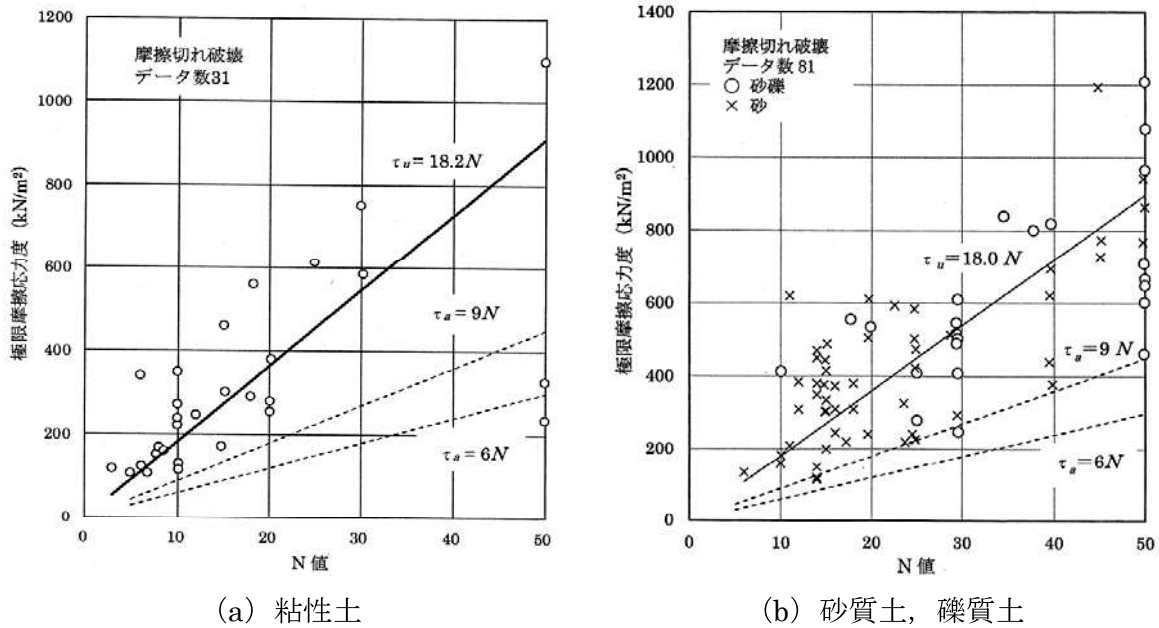 1200
1000
800
600
400
200
0
0
10
20
30
40
50
極限摩擦応力度 (kN/m²)
N 値
摩擦切れ破壊
データ数31
τu=18.2N
τa=9N
τa=6N
(a) 粘性土
1400
1200
1000
800
600
400
200
0
0
10
20
30
40
50
極限摩擦応力度 (kN/m²)
N 値
摩擦切れ破壊
データ数 81
○ 砂礫
× 砂
τu=18.0 N
τa=9 N
τa=6N
(b) 砂質土，礫質土